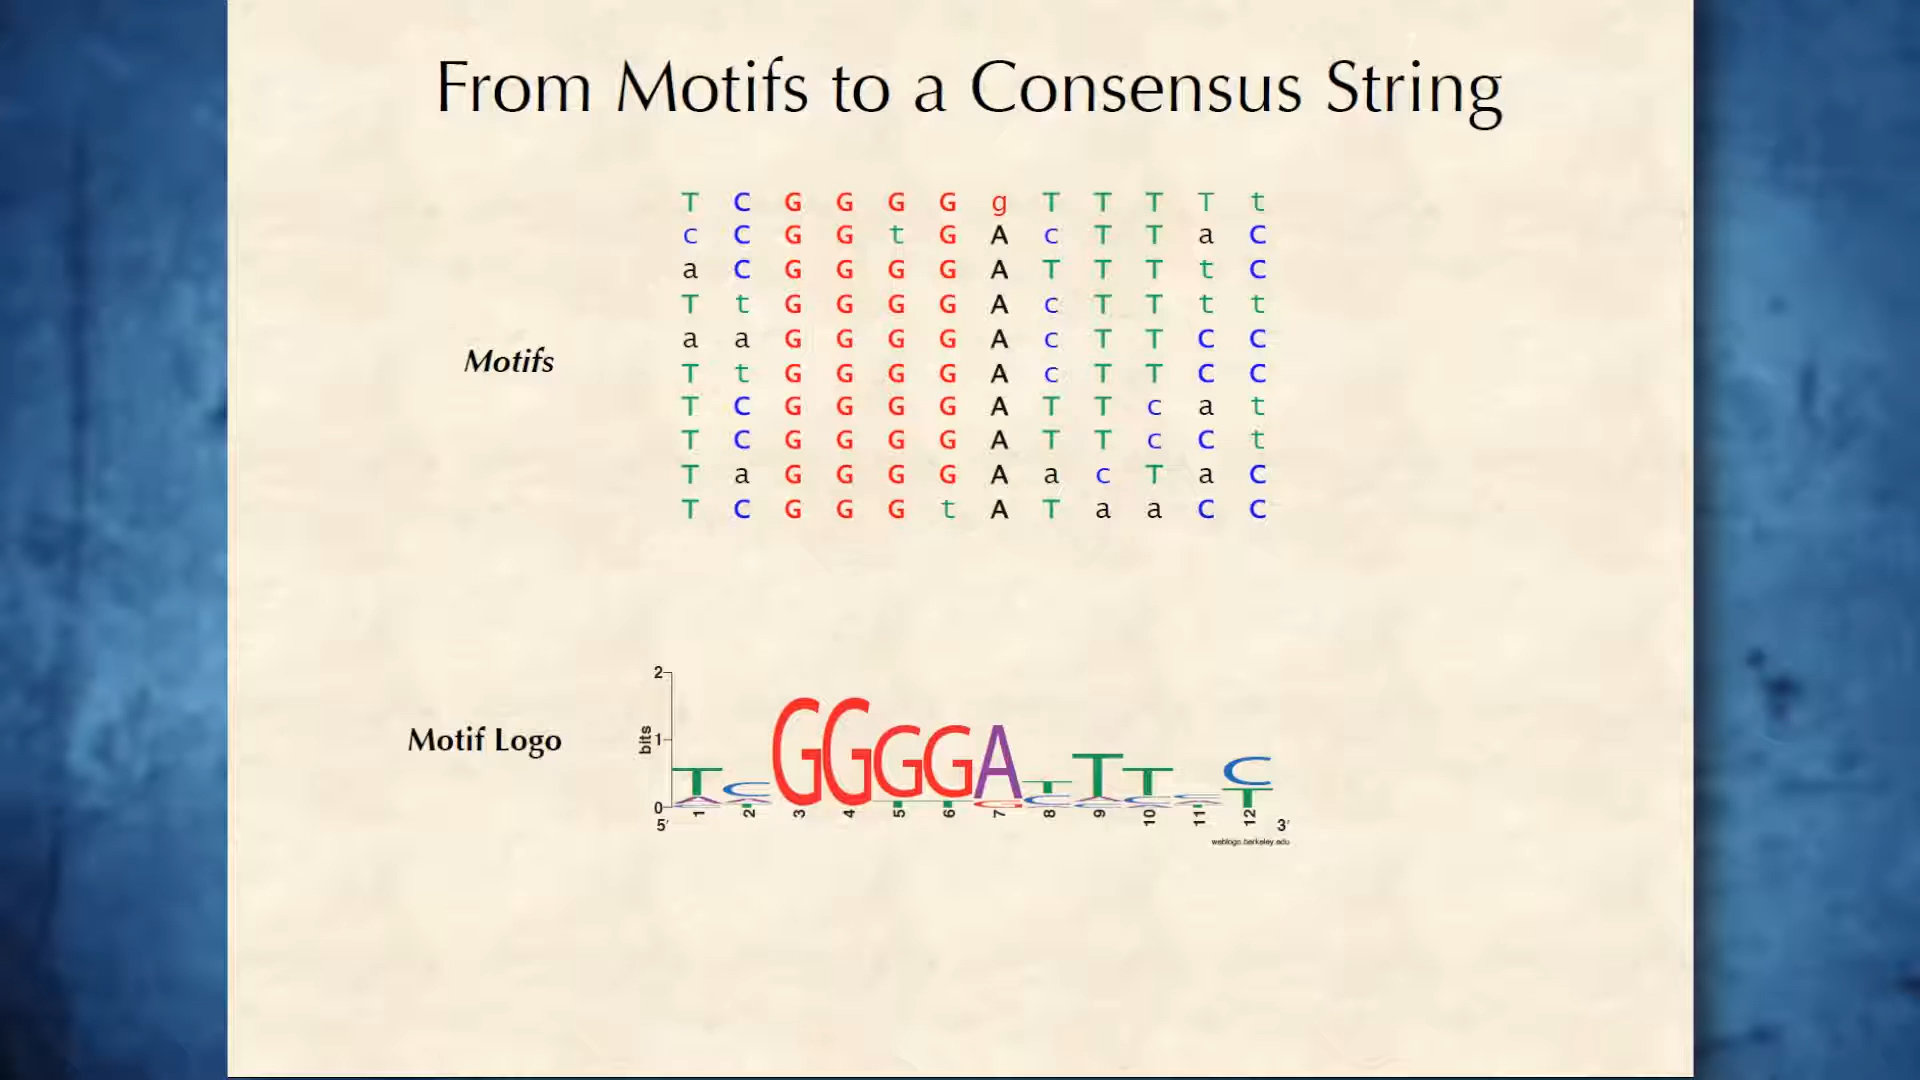 From Motifs to a Consensus String
T C G G G G g T T T T t
c C G G t G A c T T a C
a C G G G G A T T T t C
T t G G G G A c T T t t
Motifs
a a G G G G A c T T C C
T t G G G G A c T T C C
T C G G G G A T T c a t
T C G G G G A T T c C t
T a G G G G A a c T a C
T C G G G t A T a a C C
Motif Logo
bits
2
1
0
T C G G G G A T T T C C
A A T T C C A C A T
C T C A T
5′ 1 2 3 4 5 6 7 8 9 10 11 12 3′
weblogo.berkeley.edu